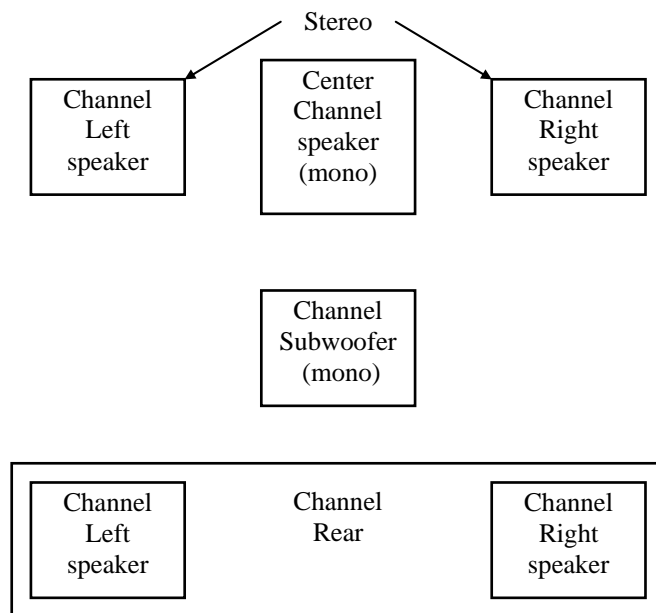 Stereo
Channel
Left
speaker
Center
Channel
speaker
(mono)
Channel
Right
speaker
Channel
Subwoofer
(mono)
Channel
Left
speaker
Channel
Rear
Channel
Right
speaker